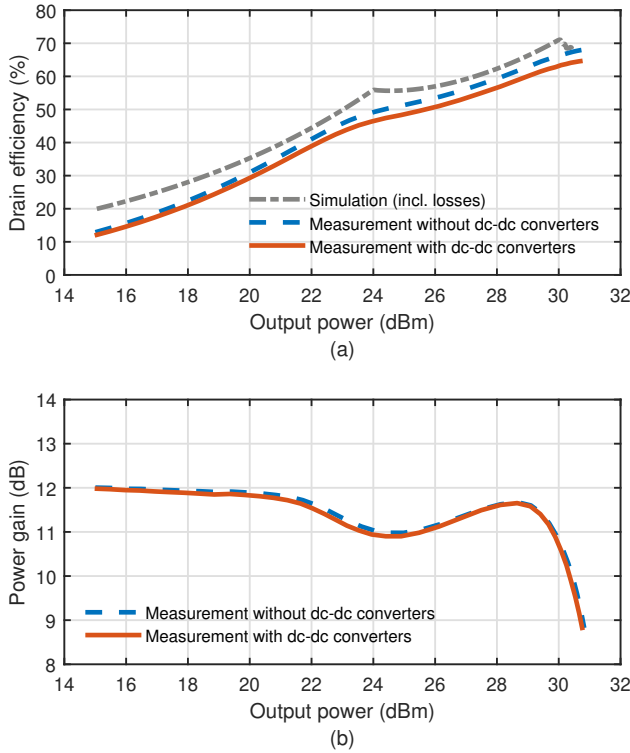 80
70
60
50
40
30
20
10
0
Drain efficiency (%)
Simulation (incl. losses)
Measurement without dc-dc converters
Measurement with dc-dc converters
14 16 18 20 22 24 26 28 30 32
Output power (dBm)
(a)
14
13
12
11
10
9
8
Power gain (dB)
Measurement without dc-dc converters
Measurement with dc-dc converters
14 16 18 20 22 24 26 28 30 32
Output power (dBm)
(b)